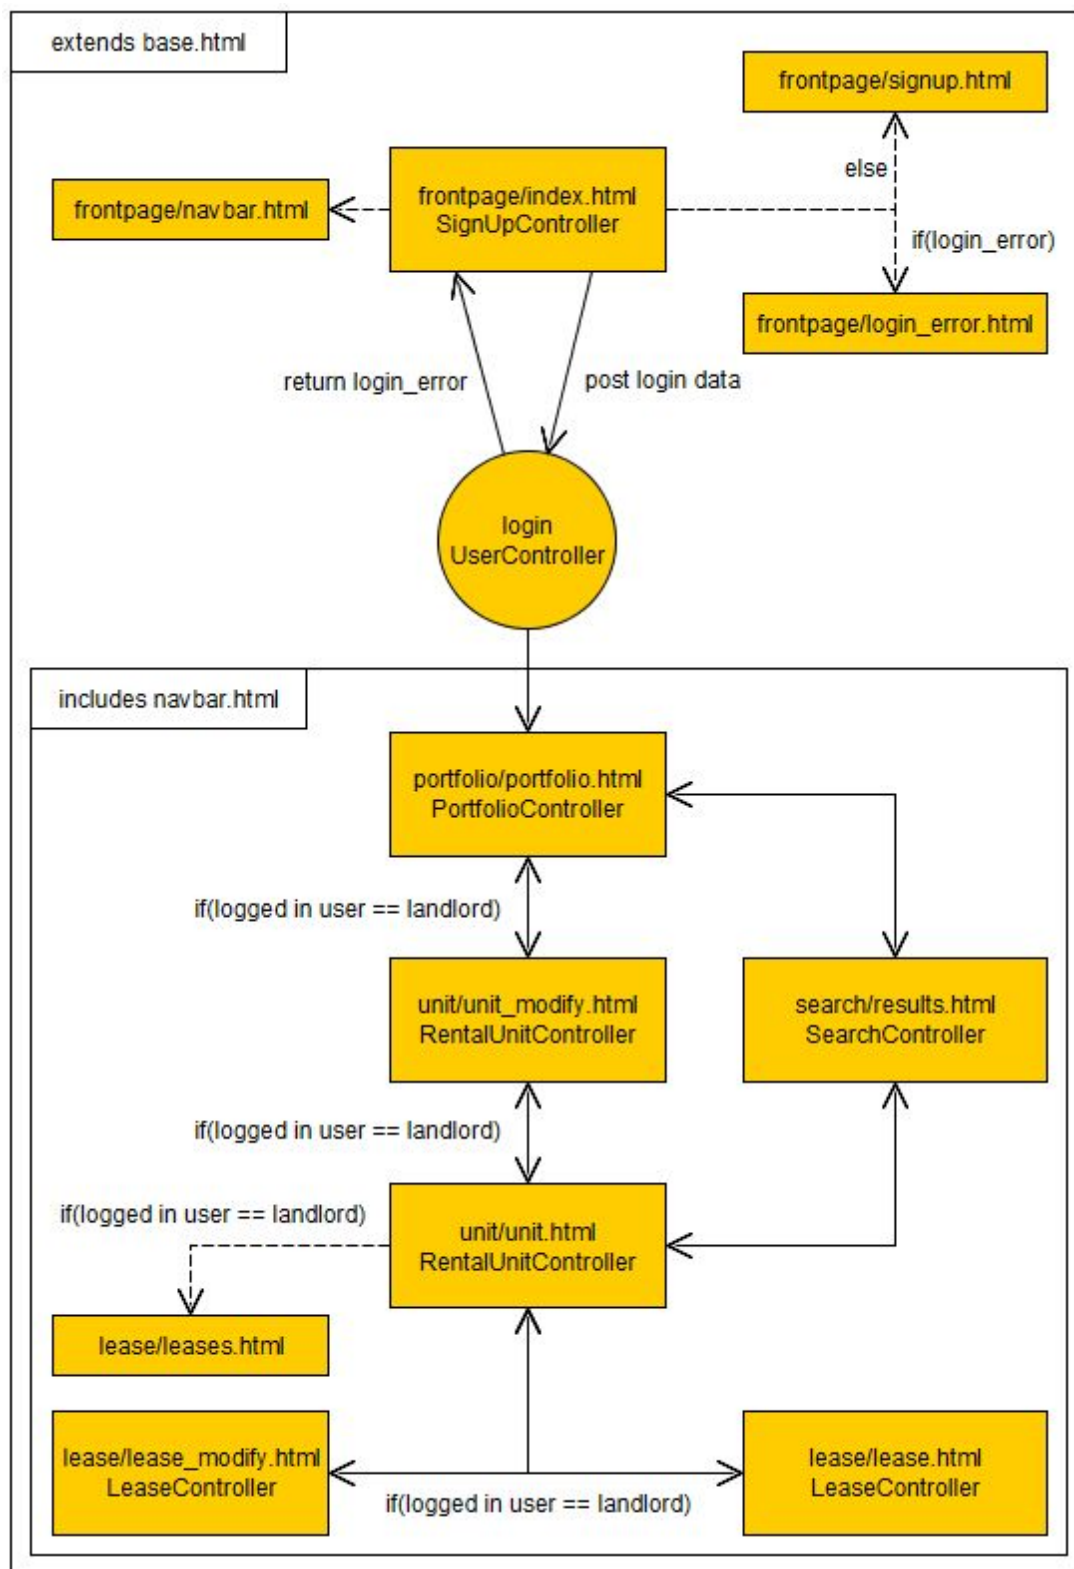 extends base.html
frontpage/signup.html
else
frontpage/navbar.html
frontpage/index.html
SignUpController
if(login_error)
frontpage/login_error.html
return login_error
post login data
login
UserController
includes navbar.html
portfolio/portfolio.html
PortfolioController
if(logged in user == landlord)
unit/unit_modify.html
RentalUnitController
search/results.html
SearchController
if(logged in user == landlord)
if(logged in user == landlord)
unit/unit.html
RentalUnitController
lease/leases.html
lease/lease_modify.html
LeaseController
lease/lease.html
LeaseController
if(logged in user == landlord)